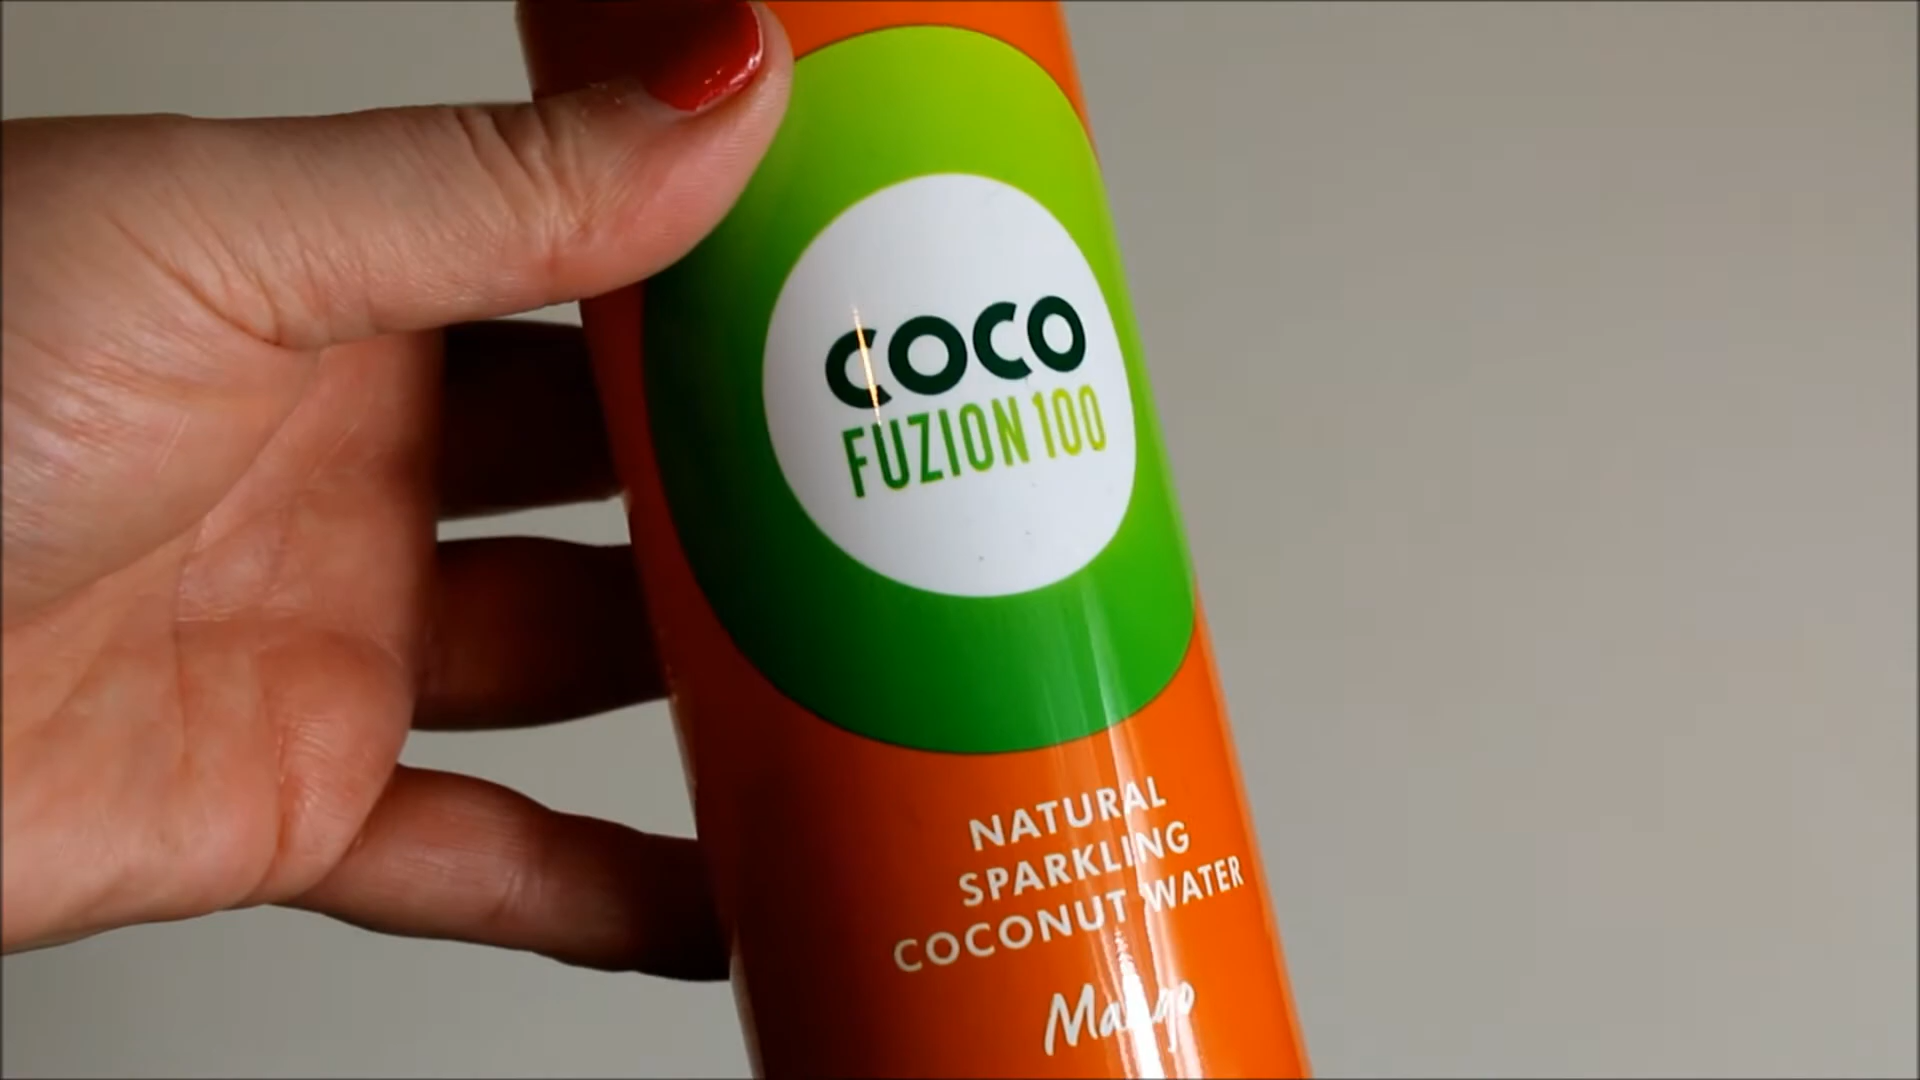 COCO
FUZION 100
NATURAL
SPARKLING
COCONUT WATER
Mango